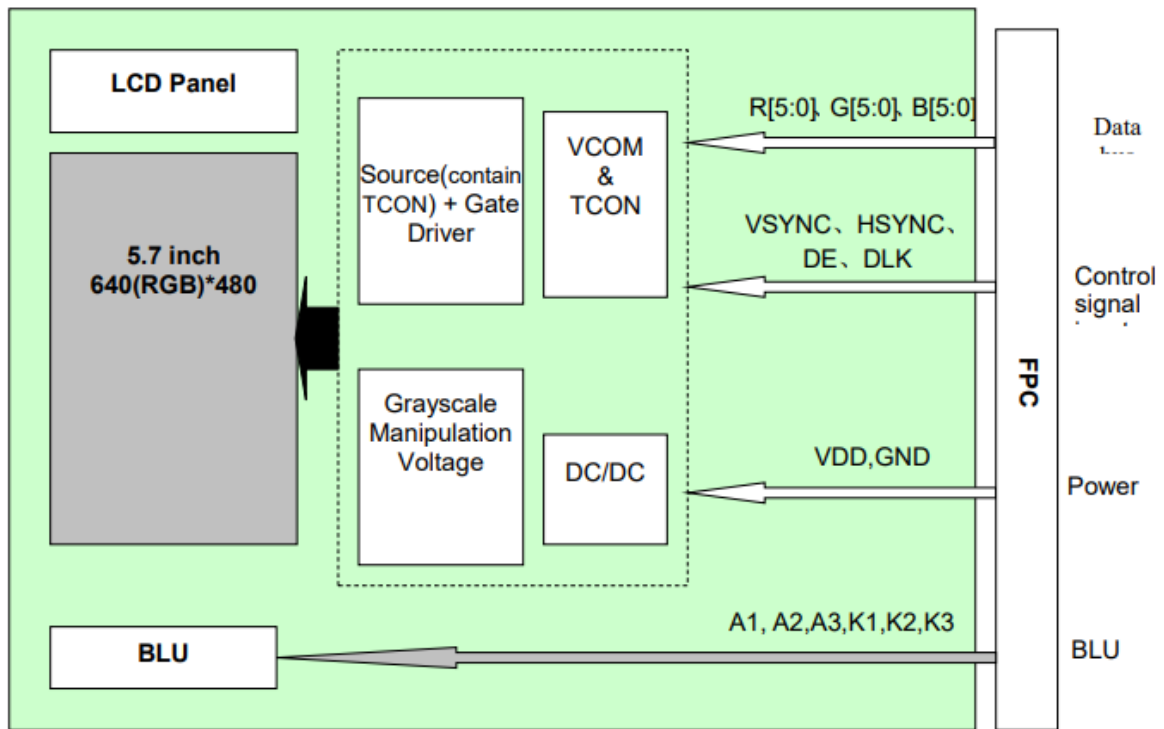 LCD Panel
5.7 inch
640(RGB)*480
BLU
Source(contain
TCON) + Gate
Driver
VCOM
&
TCON
Grayscale
Manipulation
Voltage
DC/DC
R[5:0]、G[5:0]、B[5:0]
VSYNC、HSYNC、
DE、DLK
VDD,GND
A1, A2,A3,K1,K2,K3
FPC
Data
Control
signal
Power
BLU